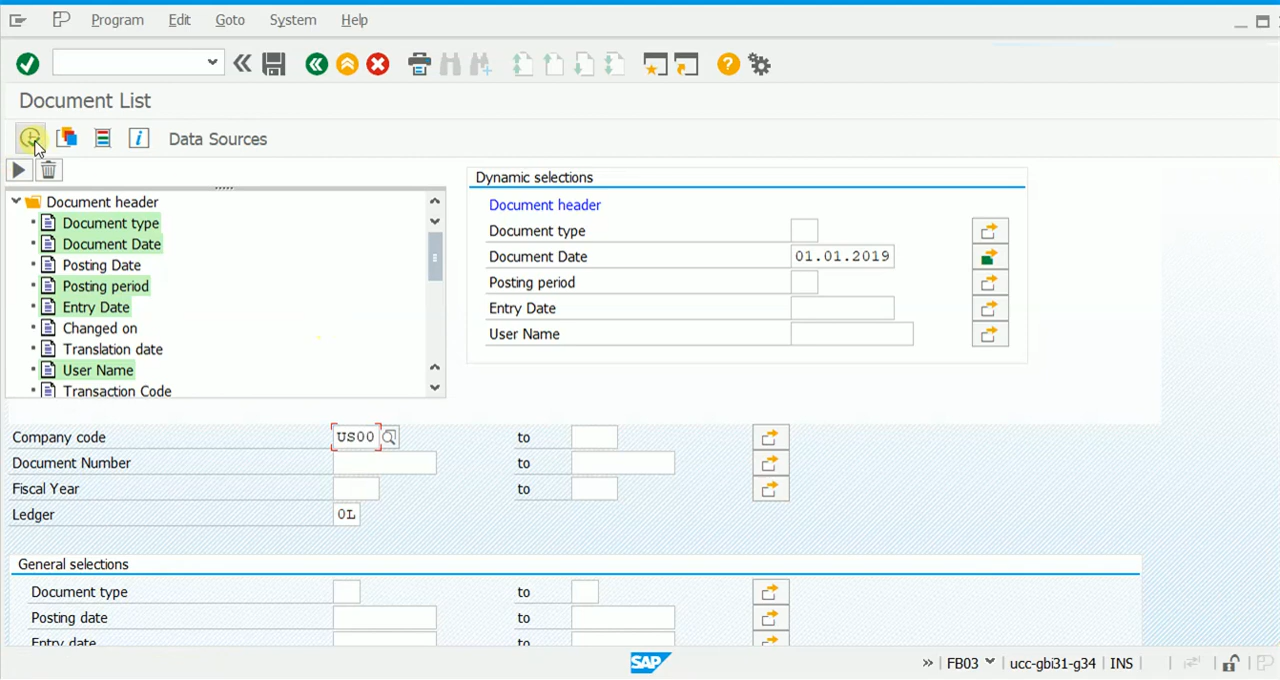 Program Edit Goto System Help
Document List
Data Sources
Document header
Document type
Document Date
Posting Date
Posting period
Entry Date
Changed on
Translation date
User Name
Transaction Code
Dynamic selections
Document header
Document type
Document Date 01.01.2019
Posting period
Entry Date
User Name
Company code US00 to
Document Number to
Fiscal Year to
Ledger 0L
General selections
Document type to
Posting date to
Entry date to
SAP » FB03 ucc-gbi31-g34 INS